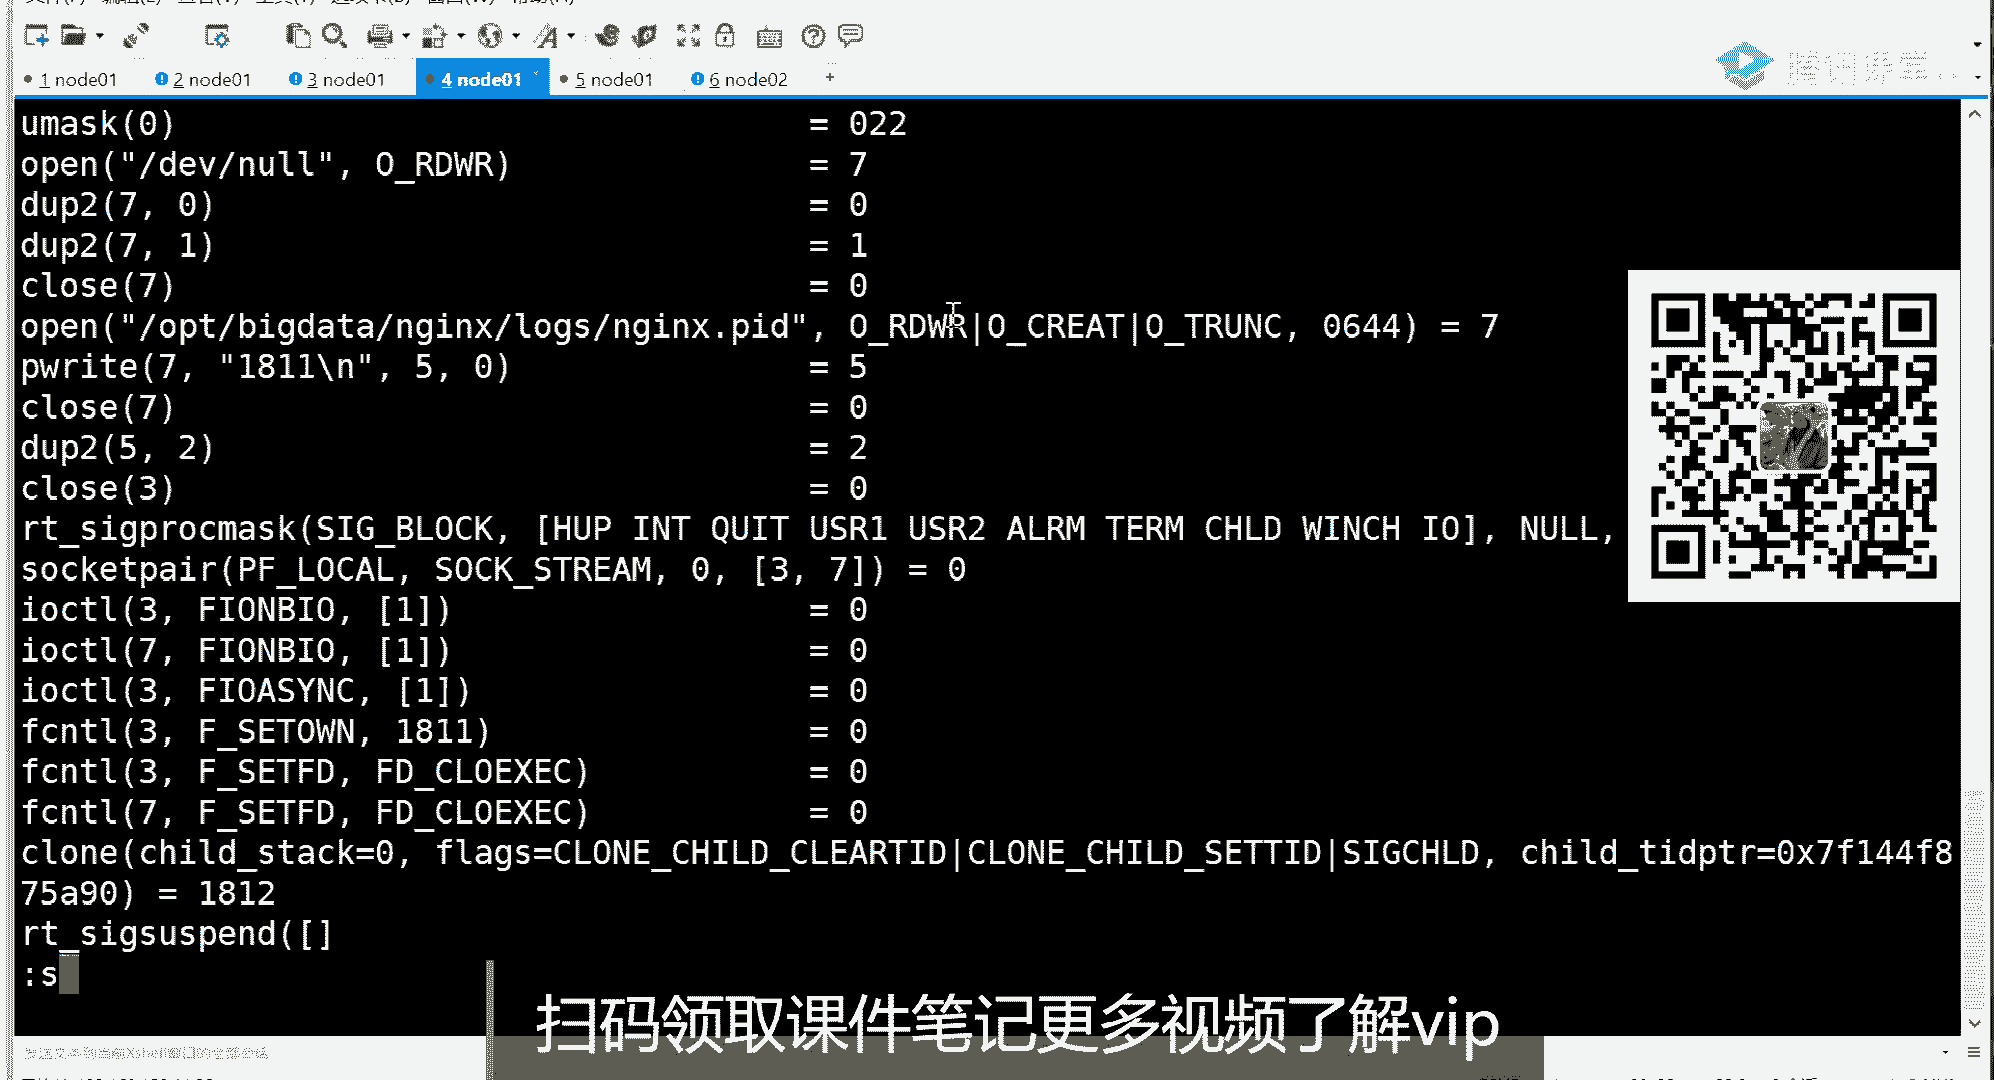 1 node01
2 node01
3 node01
4 node01
5 node01
6 node02
+
umask(0) = 022
open("/dev/null", O_RDWR) = 7
dup2(7, 0) = 0
dup2(7, 1) = 1
close(7) = 0
open("/opt/bigdata/nginx/logs/nginx.pid", O_RDWR|O_CREAT|O_TRUNC, 0644) = 7
pwrite(7, "1811\n", 5, 0) = 5
close(7) = 0
dup2(5, 2) = 2
close(3) = 0
rt_sigprocmask(SIG_BLOCK, [HUP INT QUIT USR1 USR2 ALRM TERM CHLD WINCH IO], NULL,
socketpair(PF_LOCAL, SOCK_STREAM, 0, [3, 7]) = 0
ioctl(3, FIONBIO, [1]) = 0
ioctl(7, FIONBIO, [1]) = 0
ioctl(3, FIOASYNC, [1]) = 0
fcntl(3, F_SETOWN, 1811) = 0
fcntl(3, F_SETFD, FD_CLOEXEC) = 0
fcntl(7, F_SETFD, FD_CLOEXEC) = 0
clone(child_stack=0, flags=CLONE_CHILD_CLEARTID|CLONE_CHILD_SETTID|SIGCHLD, child_tidptr=0x7f144f8
75a90) = 1812
rt_sigsuspend([]
:s
扫码领取课件笔记更多视频了解vip